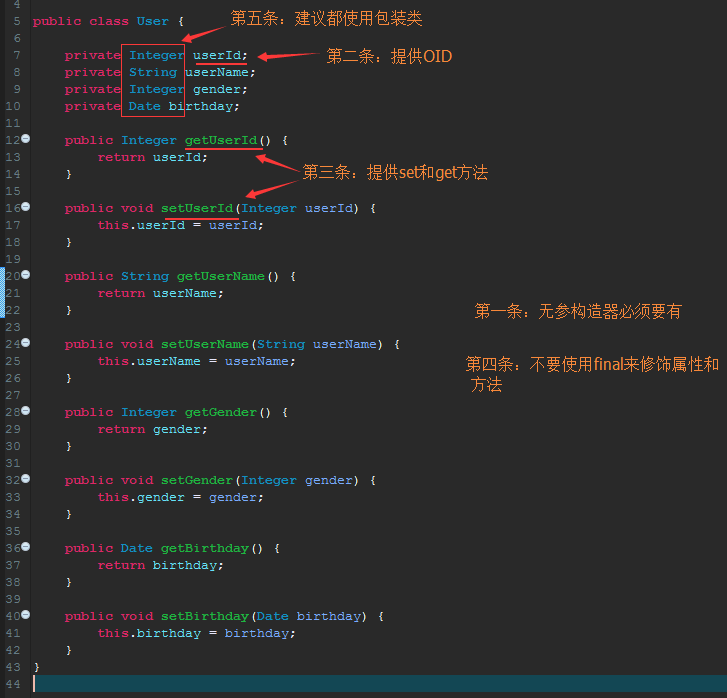 4
5 public class User { 第五条：建议都使用包装类
6
7 private Integer userId; 第二条：提供OID
8 private String userName;
9 private Integer gender;
10 private Date birthday;
11
12 public Integer getUserId() {
13 return userId;
14 } 第三条：提供set和get方法
15
16 public void setUserId(Integer userId) {
17 this.userId = userId;
18 }
19
20 public String getUserName() {
21 return userName;
22 } 第一条：无参构造器必须要有
23
24 public void setUserName(String userName) {
25 this.userName = userName; 第四条：不要使用final来修饰属性和
26 } 方法
27
28 public Integer getGender() {
29 return gender;
30 }
31
32 public void setGender(Integer gender) {
33 this.gender = gender;
34 }
35
36 public Date getBirthday() {
37 return birthday;
38 }
39
40 public void setBirthday(Date birthday) {
41 this.birthday = birthday;
42 }
43 }
44